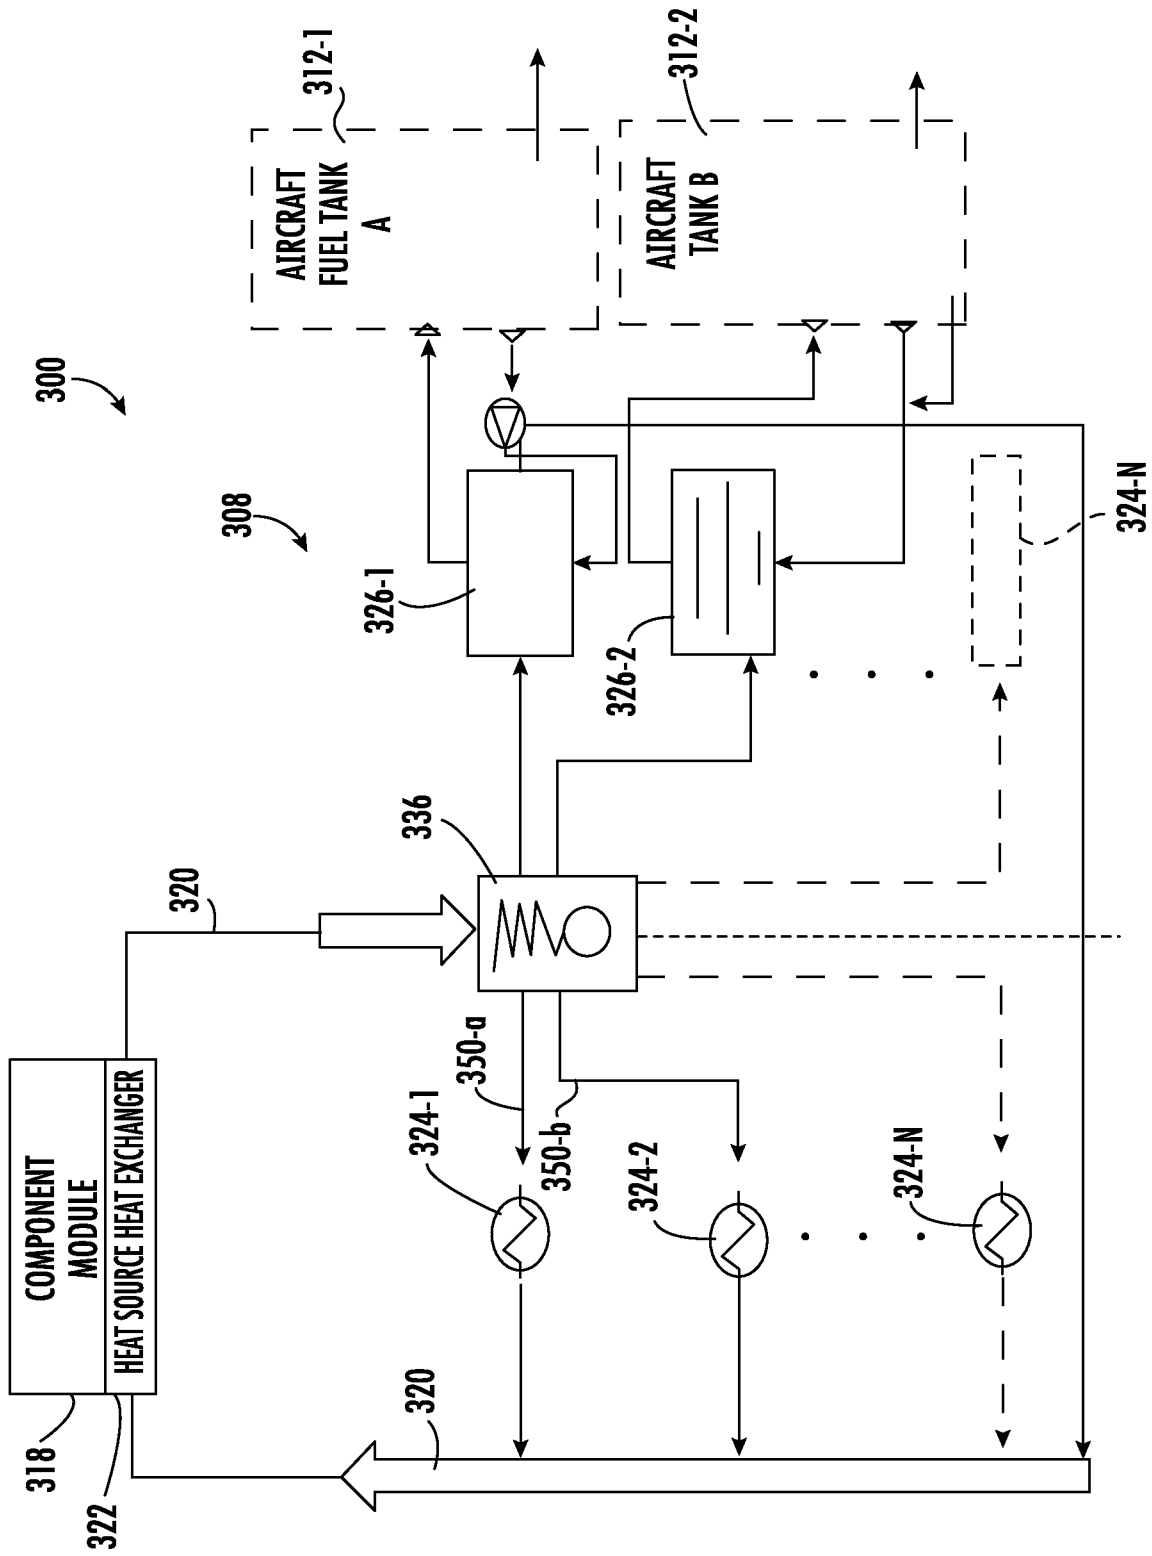 300
308
318
COMPONENT
MODULE
322
HEAT SOURCE HEAT EXCHANGER
320
320
336
350-a
350-b
324-1
324-2
324-N
326-1
326-2
324-N
AIRCRAFT
FUEL TANK
A
312-1
AIRCRAFT
TANK B
312-2